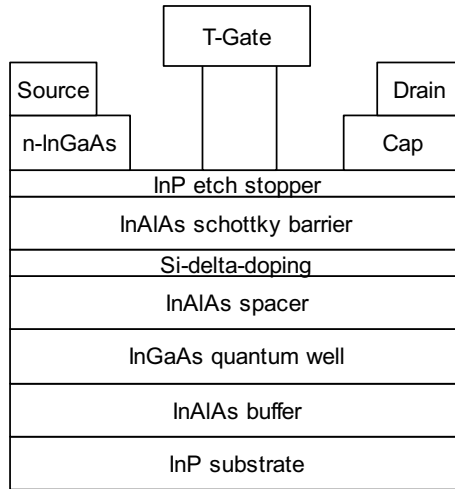 T-Gate
Source
Drain
n-InGaAs
Cap
InP etch stopper
InAlAs schottky barrier
Si-delta-doping
InAlAs spacer
InGaAs quantum well
InAlAs buffer
InP substrate